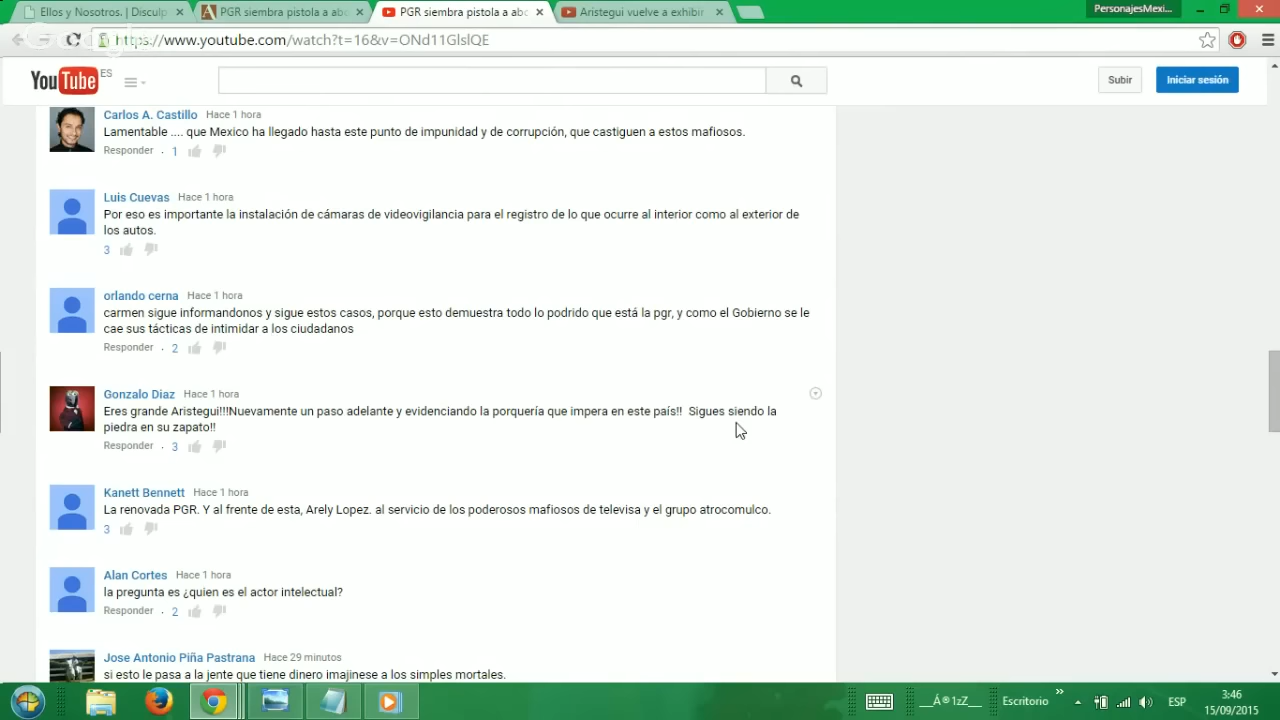 Ellos y Nosotros. | Disculp
PGR siembra pistola a abo
PGR siembra pistola a abo
Aristegui vuelve a exhibir
PersonajesMexi...
https://www.youtube.com/watch?t=16&v=ONd11GlslQE
YouTube ES
Subir
Iniciar sesión
Carlos A. Castillo Hace 1 hora
Lamentable .... que Mexico ha llegado hasta este punto de impunidad y de corrupción, que castiguen a estos mafiosos.
Responder . 1
Luis Cuevas Hace 1 hora
Por eso es importante la instalación de cámaras de videovigilancia para el registro de lo que ocurre al interior como al exterior de
los autos.
3
orlando cerna Hace 1 hora
carmen sigue informandonos y sigue estos casos, porque esto demuestra todo lo podrido que está la pgr, y como el Gobierno se le
cae sus tácticas de intimidar a los ciudadanos
Responder . 2
Gonzalo Diaz Hace 1 hora
Eres grande Aristegui!!!Nuevamente un paso adelante y evidenciando la porquería que impera en este país!! Sigues siendo la
piedra en su zapato!!
Responder . 3
Kanett Bennett Hace 1 hora
La renovada PGR. Y al frente de esta, Arely Lopez. al servicio de los poderosos mafiosos de televisa y el grupo atrocomulco.
3
Alan Cortes Hace 1 hora
la pregunta es ¿quien es el actor intelectual?
Responder . 2
Jose Antonio Piña Pastrana Hace 29 minutos
si esto le pasa a la jente que tiene dinero imajinese a los simples mortales.
__Á®1zZ__
Escritorio
ESP
3:46
15/09/2015